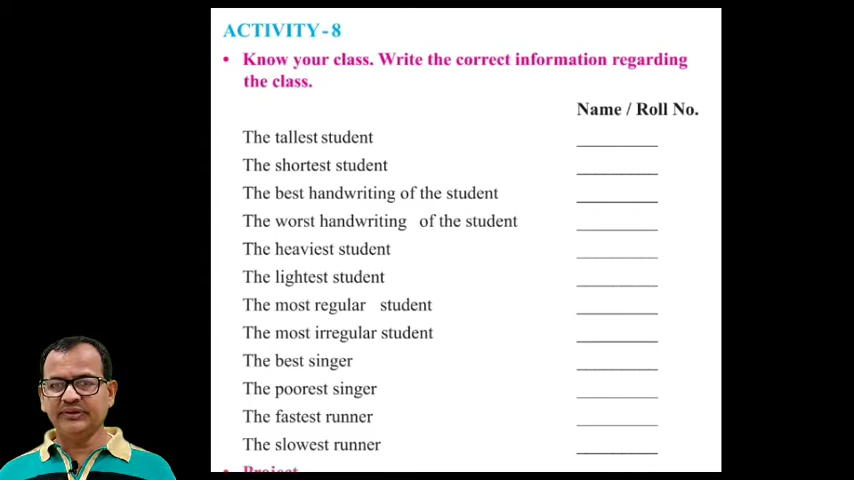 ACTIVITY-8
• Know your class. Write the correct information regarding
the class.
Name / Roll No.
The tallest student
The shortest student
The best handwriting of the student
The worst handwriting of the student
The heaviest student
The lightest student
The most regular student
The most irregular student
The best singer
The poorest singer
The fastest runner
The slowest runner
• Project